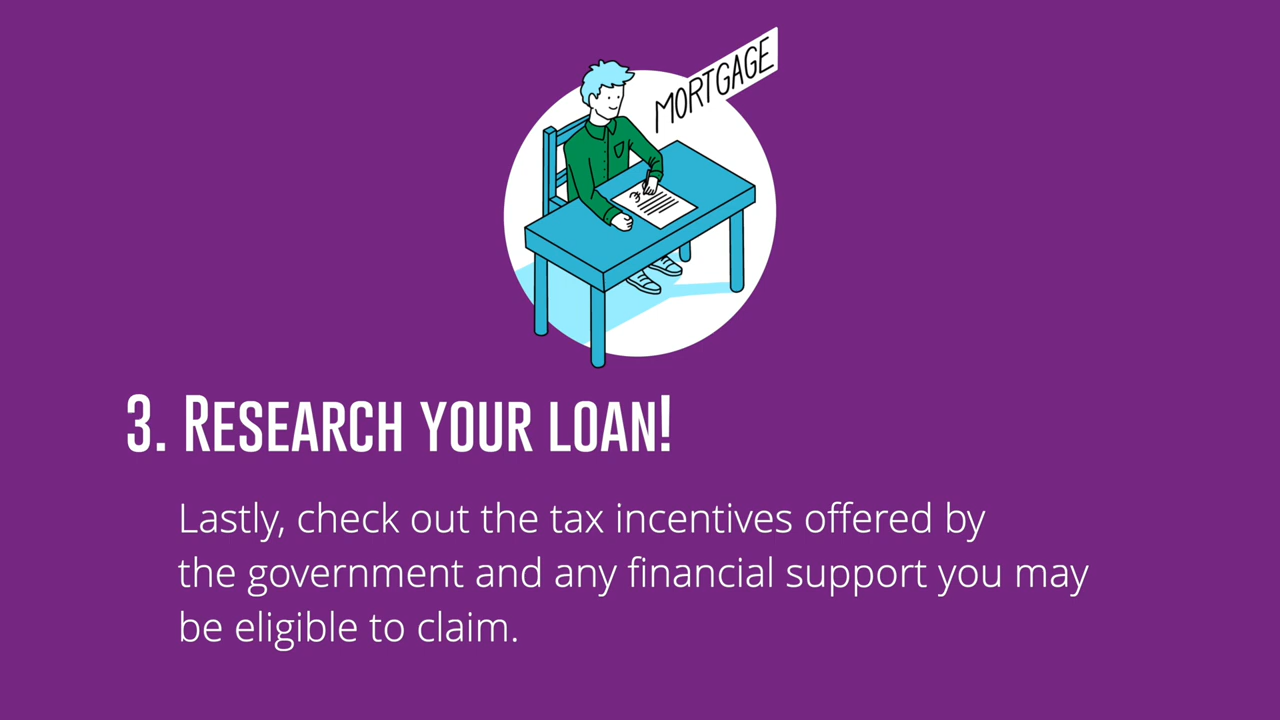 MORTGAGE
3. RESEARCH YOUR LOAN!
Lastly, check out the tax incentives offered by
the government and any financial support you may
be eligible to claim.